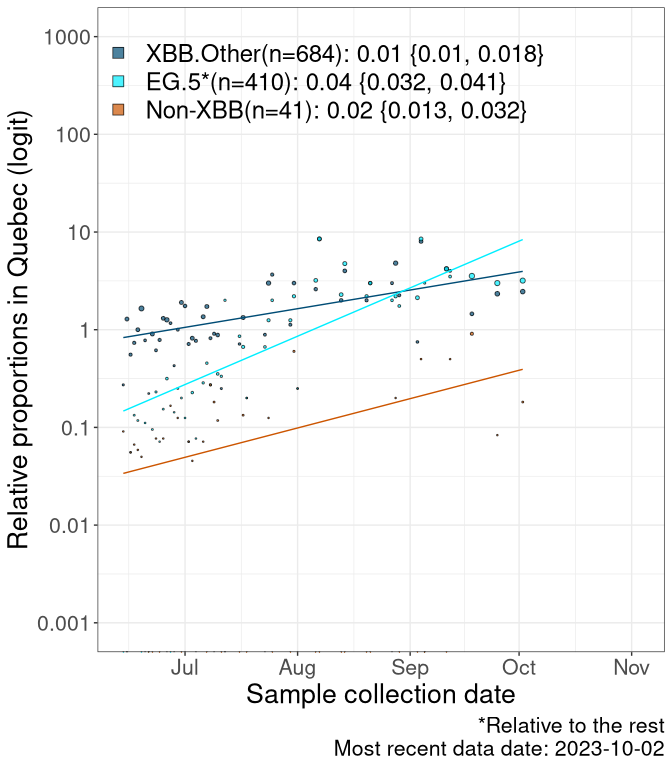 XBB.Other(n=684): 0.01 {0.01, 0.018}
EG.5*(n=410): 0.04 {0.032, 0.041}
Non-XBB(n=41): 0.02 {0.013, 0.032}
Relative proportions in Quebec (logit)
1000
100
10
1
0.1
0.01
0.001
Jul Aug Sep Oct Nov
Sample collection date
*Relative to the rest
Most recent data date: 2023-10-02